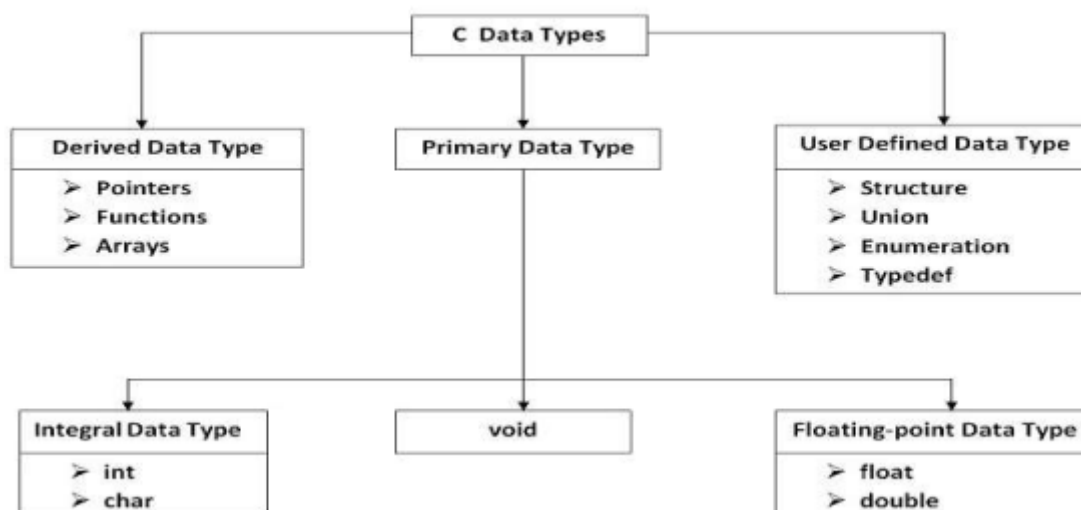 C Data Types
Derived Data Type
➢ Pointers
➢ Functions
➢ Arrays
Primary Data Type
User Defined Data Type
➢ Structure
➢ Union
➢ Enumeration
➢ Typedef
Integral Data Type
➢ int
➢ char
void
Floating-point Data Type
➢ float
➢ double